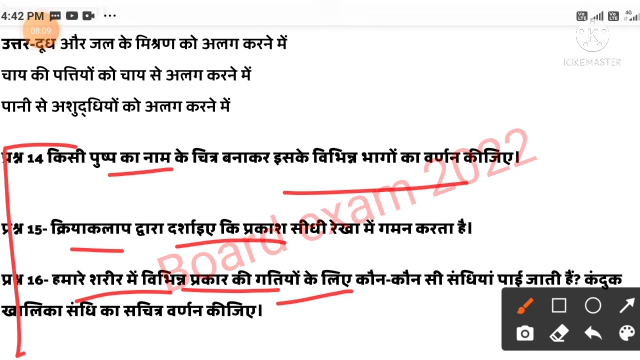 4:42 PM
08:09
4G
KINEMASTER
उत्तर-दूध और जल के मिश्रण को अलग करने में
चाय की पत्तियों को चाय से अलग करने में
पानी से अशुद्धियों को अलग करने में
प्रश्न 14 किसी पुष्प का नाम के चित्र बनाकर इसके विभिन्न भागों का वर्णन कीजिए।
Board exam 2022
प्रश्न 15- क्रियाकलाप द्वारा दर्शाइए कि प्रकाश सीधी रेखा में गमन करता है।
प्रश्न 16- हमारे शरीर में विभिन्न प्रकार की गतियों के लिए कौन-कौन सी संधियां पाई जाती हैं? कंदुक
खालिका संधि का सचित्र वर्णन कीजिए।